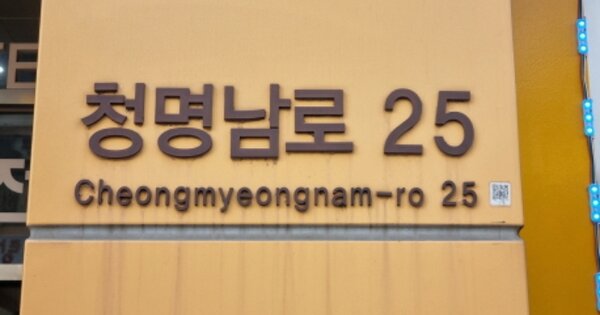 청명남로 25
Cheongmyeongnam-ro 25